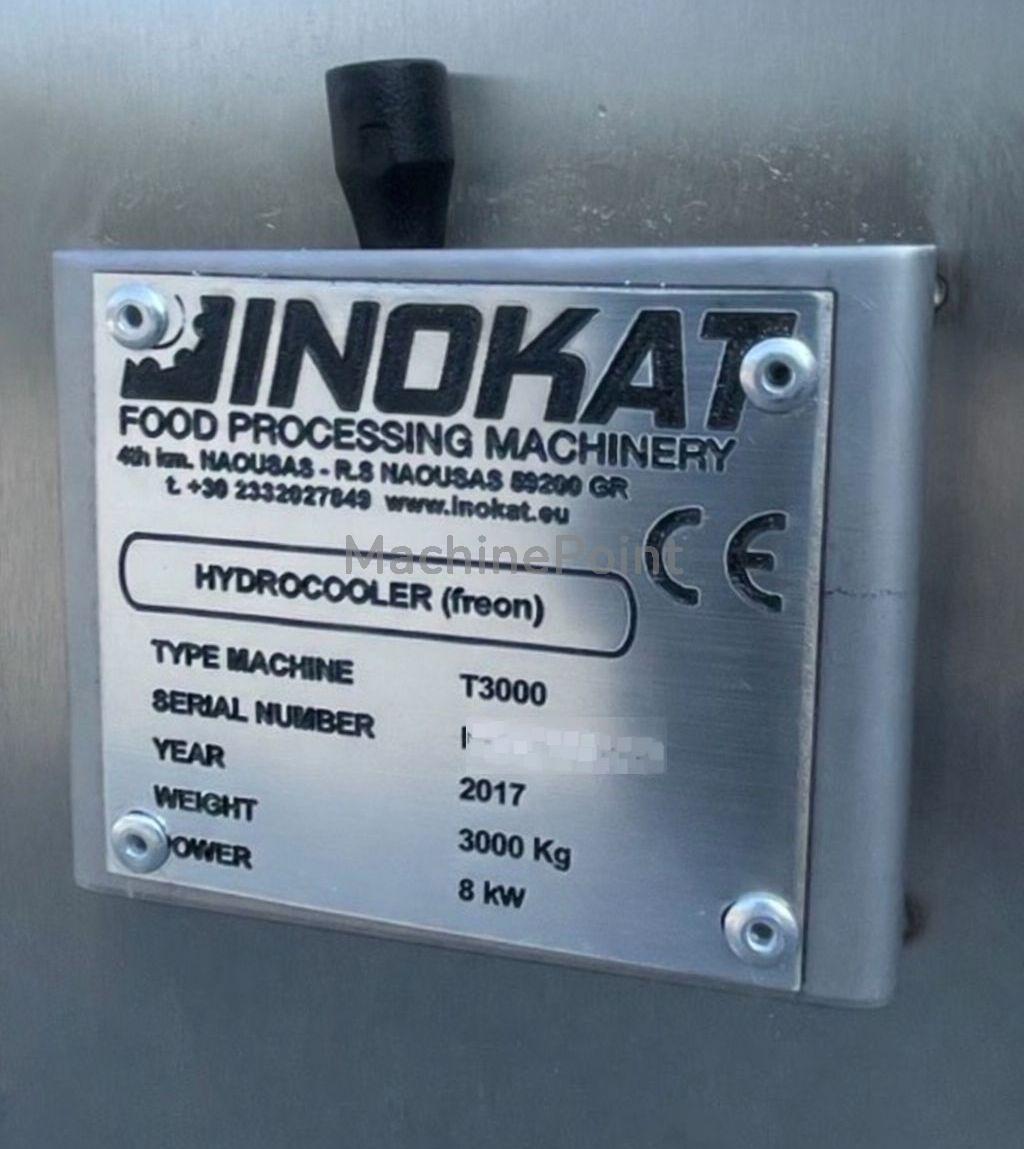 INOKAT
FOOD PROCESSING MACHINERY
4th km. NAOUSAS - R.S NAOUSAS 59200 GR
t. +30 2332027849 www.inokat.eu
CE
MachinePoint
HYDROCOOLER (freon)
TYPE MACHINE T3000
SERIAL NUMBER
YEAR 2017
WEIGHT 3000 Kg
POWER 8 kW